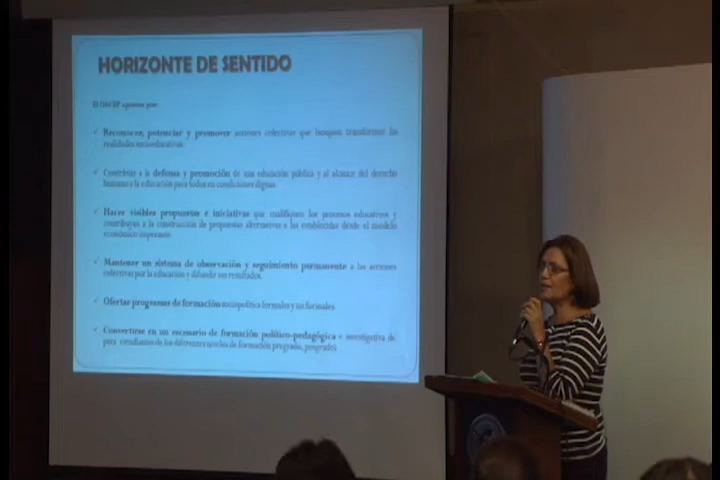 HORIZONTE DE SENTIDO
El OACEP apuesta por:
Reconocer, potenciar y promover acciones colectivas que busquen transformar las
realidades socioeducativas.
Contribuir a la defensa y promoción de una educación pública y al alcance del derecho
humano a la educación para todos en condiciones dignas.
Hacer visibles propuestas e iniciativas que cualifiquen los procesos educativos y
contribuyan a la construcción de propuestas alternativas a las establecidas desde el modelo
económico imperante.
Mantener un sistema de observación y seguimiento permanente a las acciones
colectivas por la educación y difundir sus resultados.
Ofertar programas de formación sociopolítica formales y no formales.
Convertirse en un escenario de formación político-pedagógica e investigativa de
para estudiantes de los diferentes niveles de formación pregrado, posgrado)